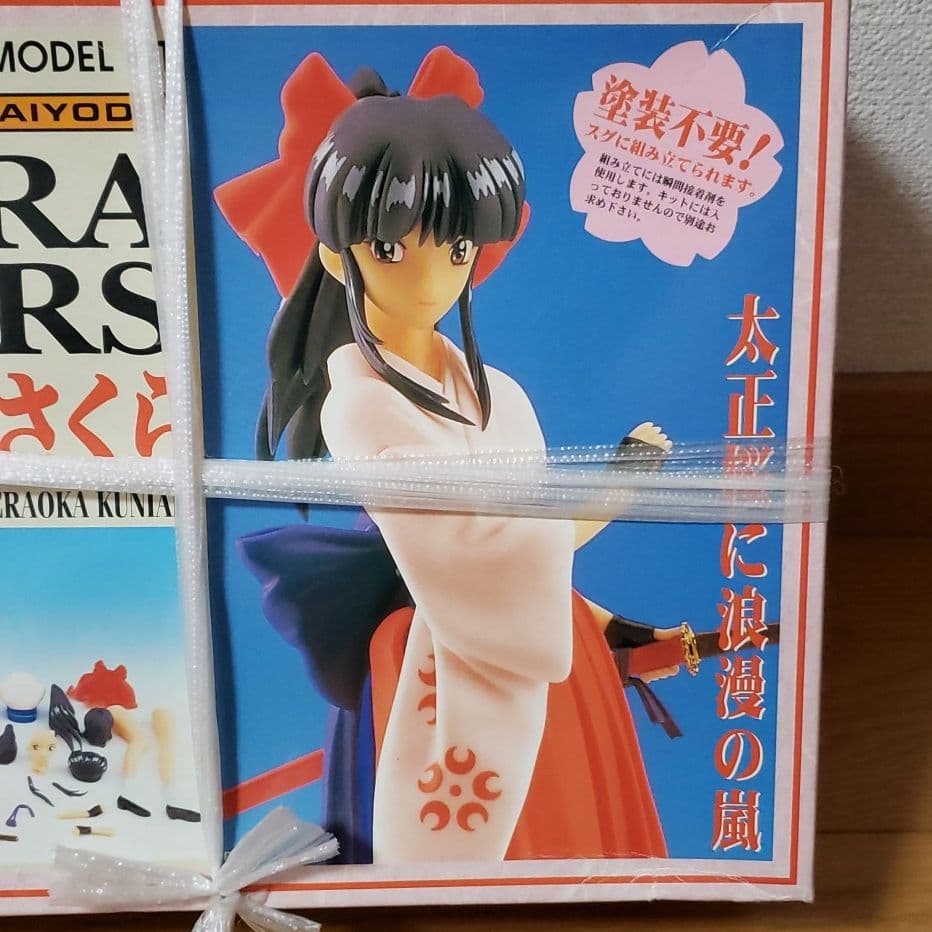 MODEL
AIYOD
RA
RS
さくら
ERAOKA KUNIA
塗装不要!
スグに組み立てられます。
組み立てには瞬間接着剤を
使用します。キットには入
っておりませんので別途お
求め下さい。
太正桜に浪漫の嵐